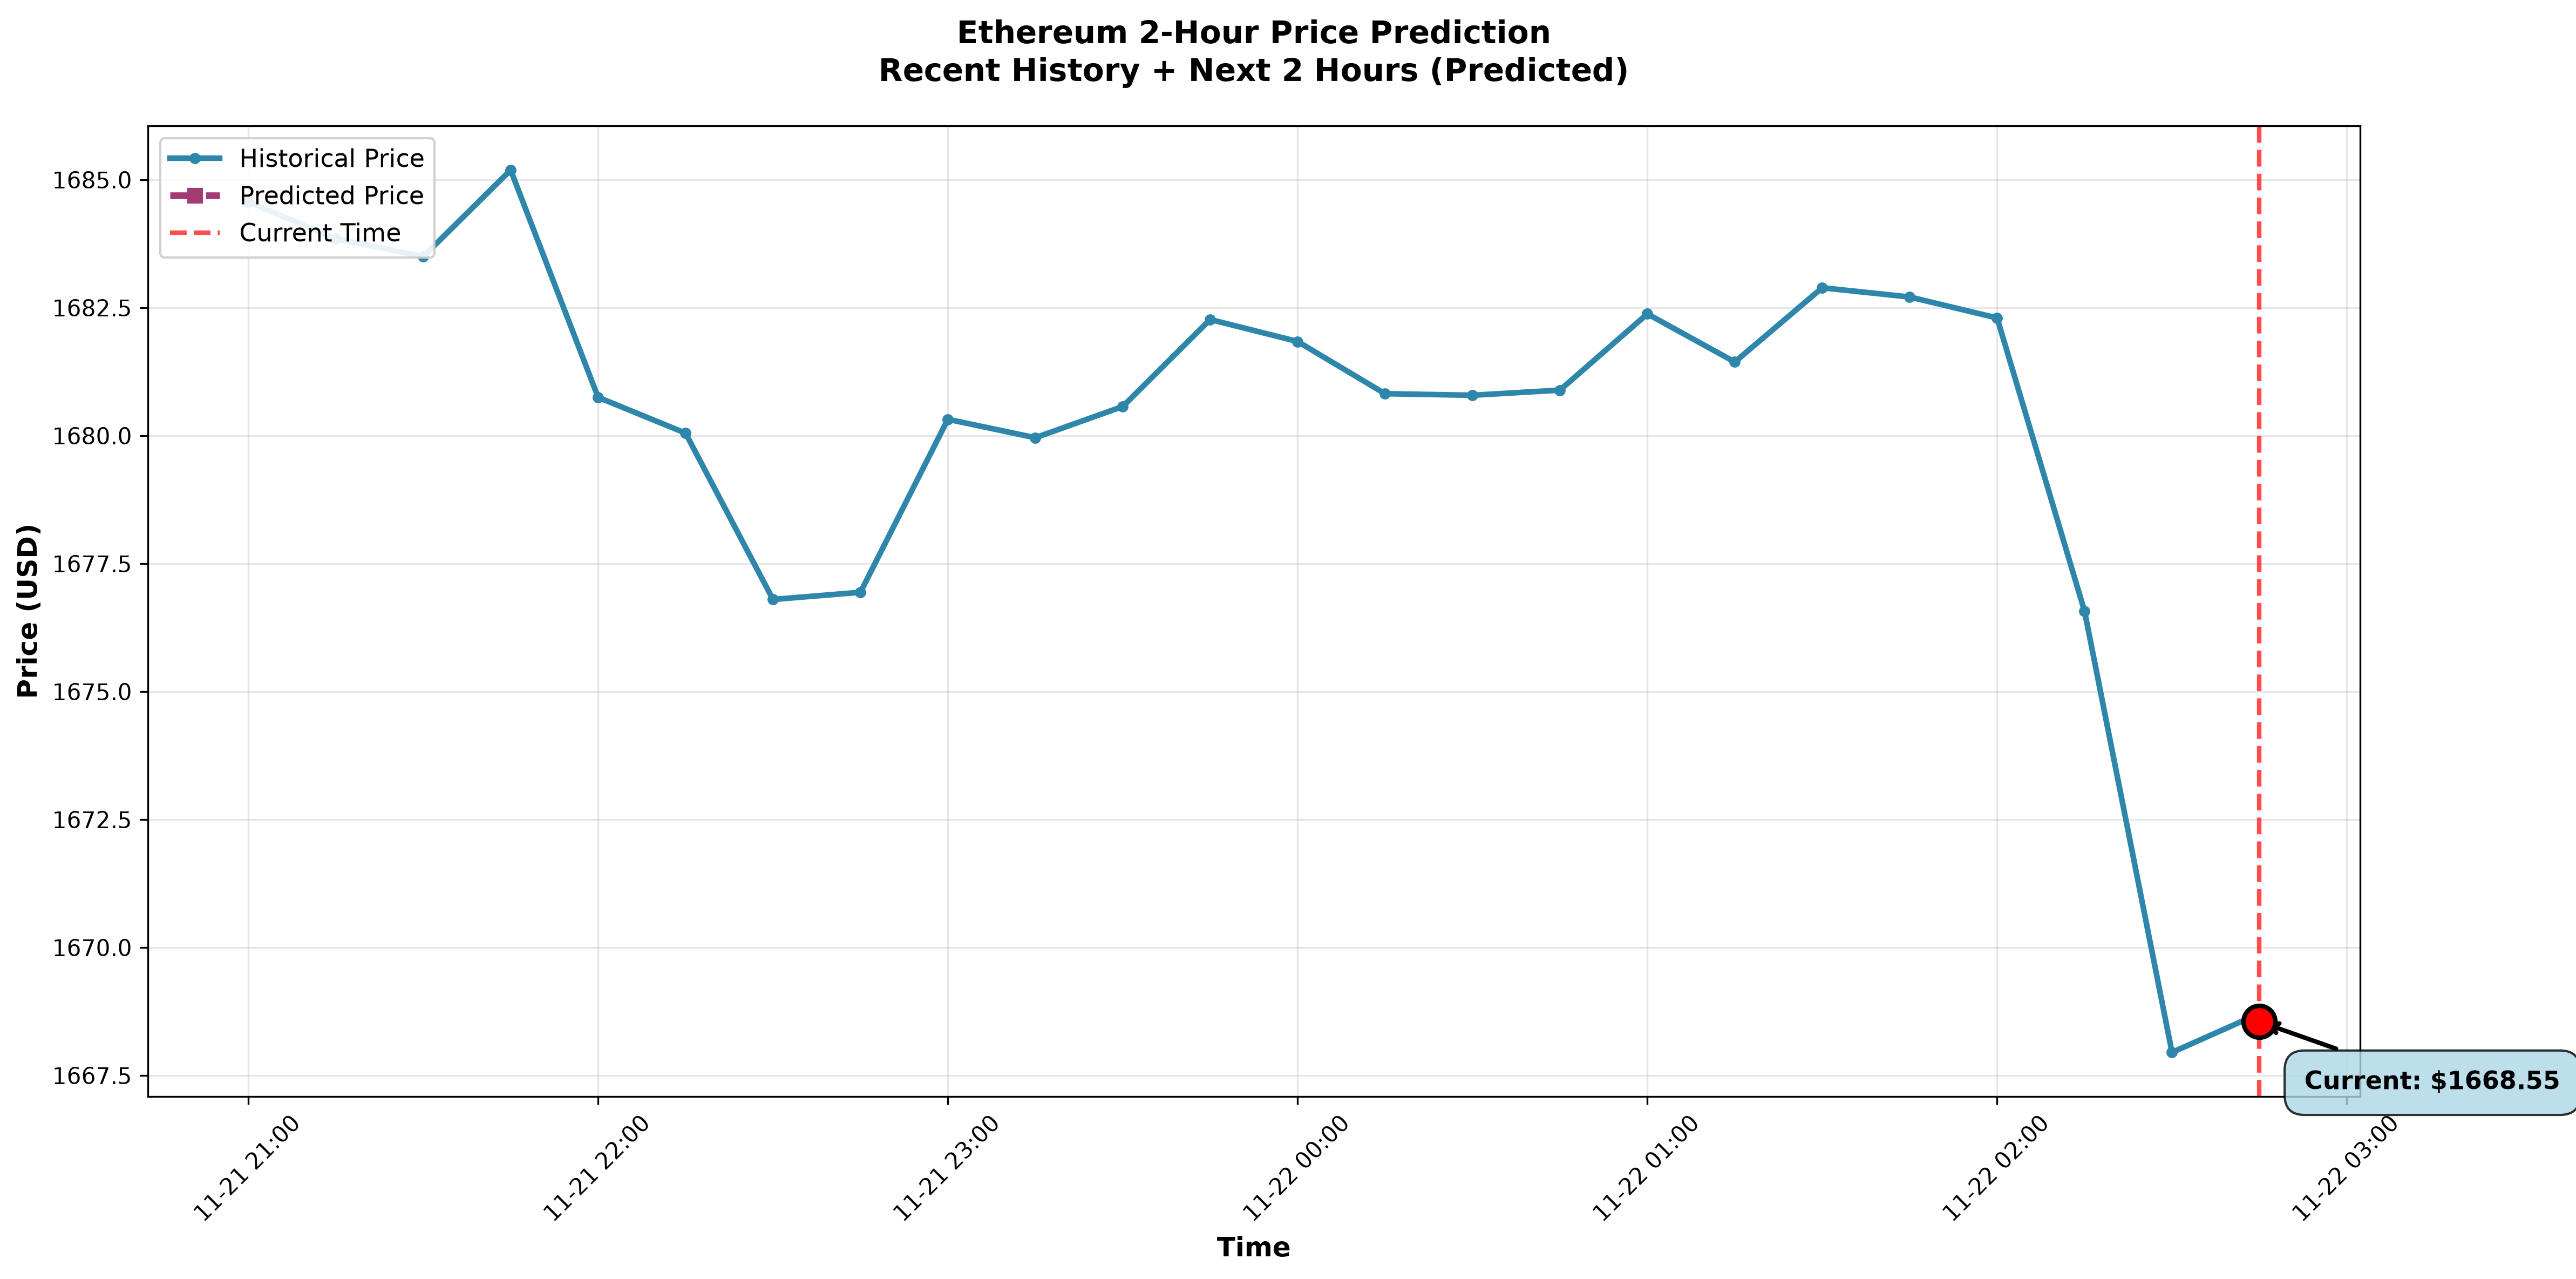 Ethereum 2-Hour Price Prediction
Recent History + Next 2 Hours (Predicted)
Historical Price
Predicted Price
Current Time
Price (USD)
1685.0
1682.5
1680.0
1677.5
1675.0
1672.5
1670.0
1667.5
Current: $1668.55
11-21 21:00
11-21 22:00
11-21 23:00
11-22 00:00
11-22 01:00
11-22 02:00
11-22 03:00
Time